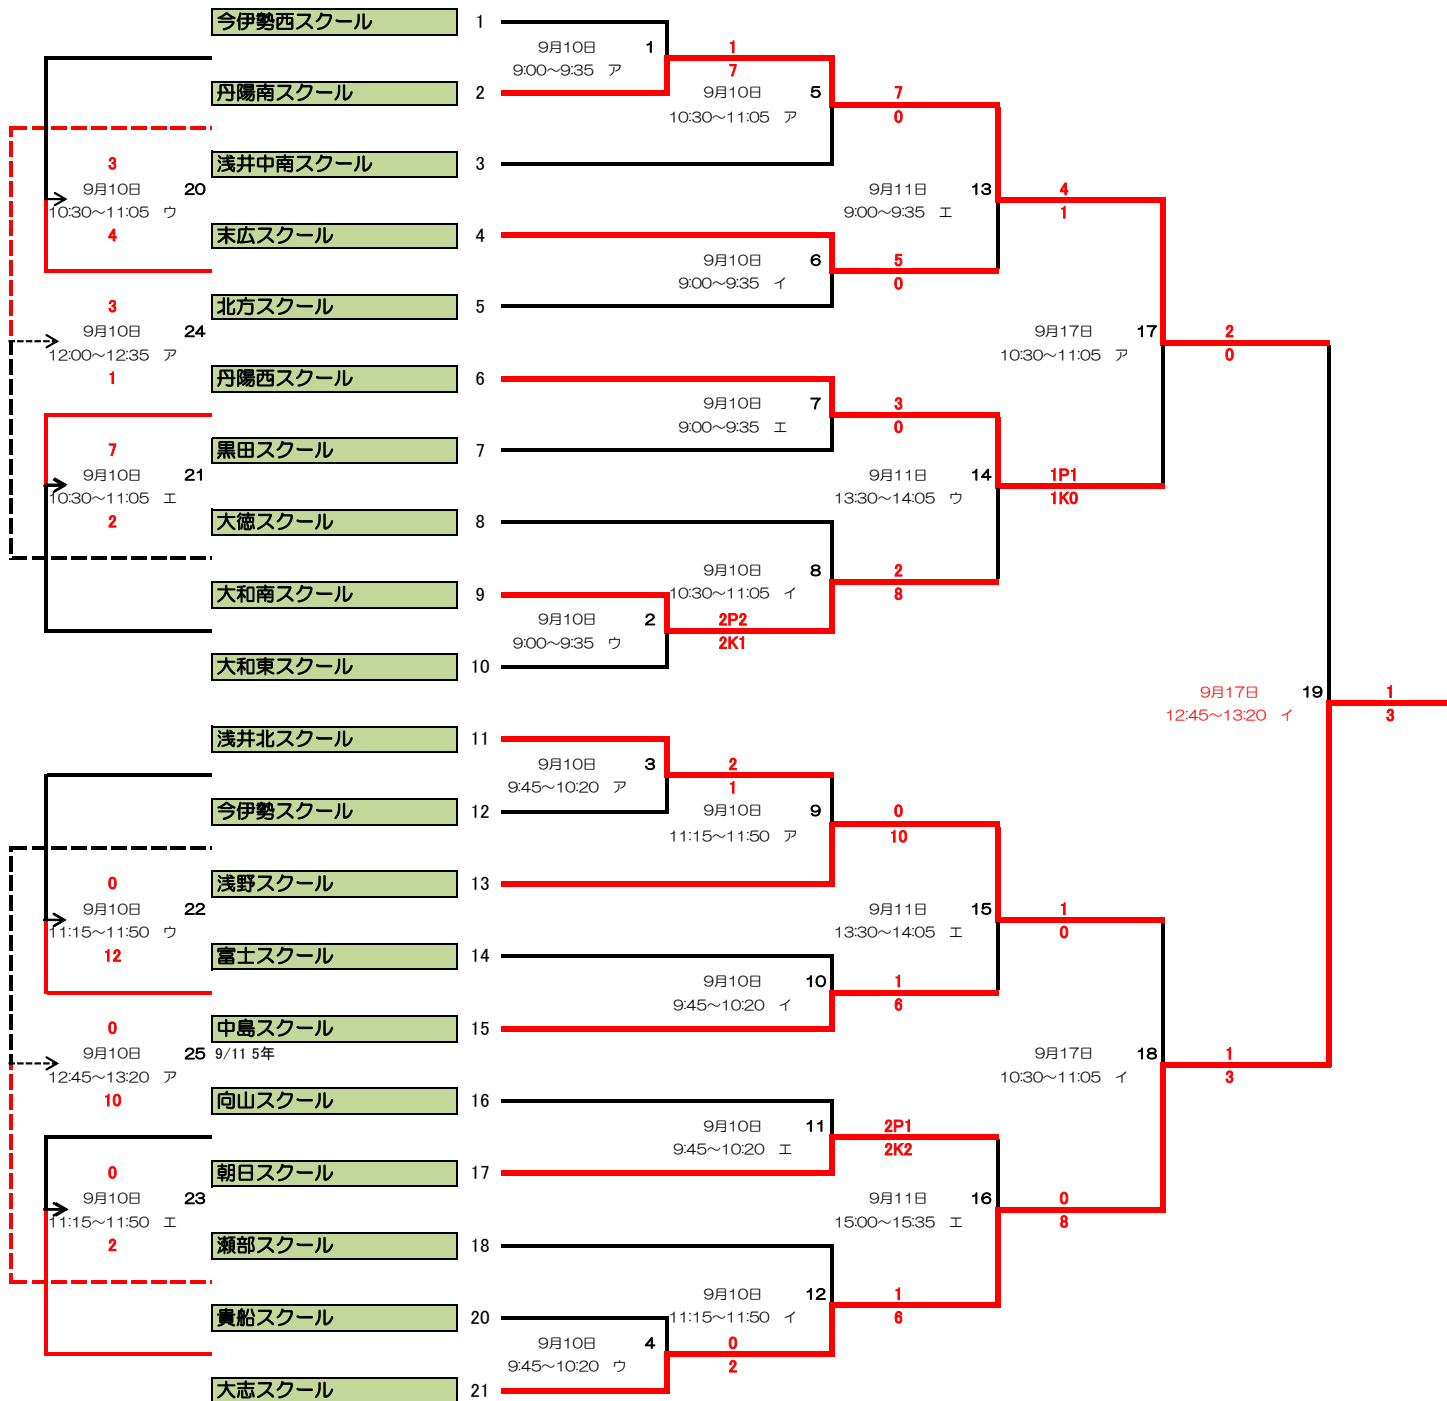 今伊勢西スクール 1
9月10日 1 1
9:00～9:35 ア 7
丹陽南スクール 2
9月10日 5 7
10:30～11:05 ア 0
3
浅井中南スクール 3
9月10日 20
9月11日 13 4
10:30～11:05 ウ
9:00～9:35 エ 1
4
末広スクール 4
9月10日 6 5
9:00～9:35 イ 0
3
北方スクール 5
9月10日 24
9月17日 17 2
12:00～12:35 ア
10:30～11:05 ア 0
1
丹陽西スクール 6
9月10日 7 3
9:00～9:35 エ 0
7
黒田スクール 7
9月10日 21
9月11日 14 1P1
10:30～11:05 エ
13:30～14:05 ウ 1K0
2
大徳スクール 8
9月10日 8 2
10:30～11:05 イ 8
大和南スクール 9
9月10日 2 2P2
9:00～9:35 ウ 2K1
大和東スクール 10
9月17日 19 1
12:45～13:20 イ 3
浅井北スクール 11
9月10日 3 2
9:45～10:20 ア 1
今伊勢スクール 12
9月10日 9 0
11:15～11:50 ア 10
0
浅野スクール 13
9月10日 22
9月11日 15 1
11:15～11:50 ウ
13:30～14:05 エ 0
12
富士スクール 14
9月10日 10 1
9:45～10:20 イ 6
0
中島スクール 15
9月10日 25 9/11 5年
9月17日 18 1
12:45～13:20 ア
10:30～11:05 イ 3
10
向山スクール 16
9月10日 11 2P1
9:45～10:20 エ 2K2
0
朝日スクール 17
9月10日 23
9月11日 16 0
11:15～11:50 エ
15:00～15:35 エ 8
2
瀬部スクール 18
9月10日 12 1
11:15～11:50 イ 6
貴船スクール 20
9月10日 4 0
9:45～10:20 ウ 2
大志スクール 21